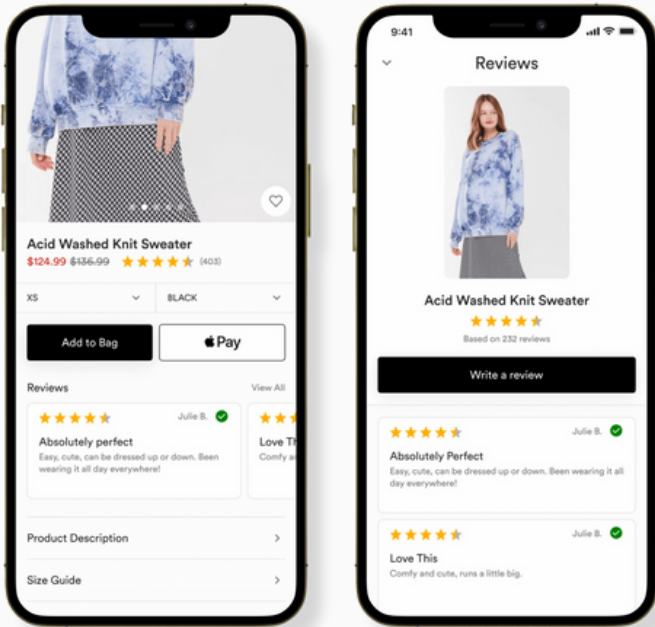 Acid Washed Knit Sweater
$124.99 $136.99 (403)
XS BLACK
Add to Bag Pay
Reviews View All
Julie B.
Absolutely perfect Love Th
Easy, cute, can be dressed up or down. Been Comfy a
wearing it all day everywhere!
Product Description
Size Guide
9:41
Reviews
Acid Washed Knit Sweater
Based on 232 reviews
Write a review
Julie B.
Absolutely Perfect
Easy, cute, can be dressed up or down. Been wearing it all
day everywhere!
Julie B.
Love This
Comfy and cute, runs a little big.